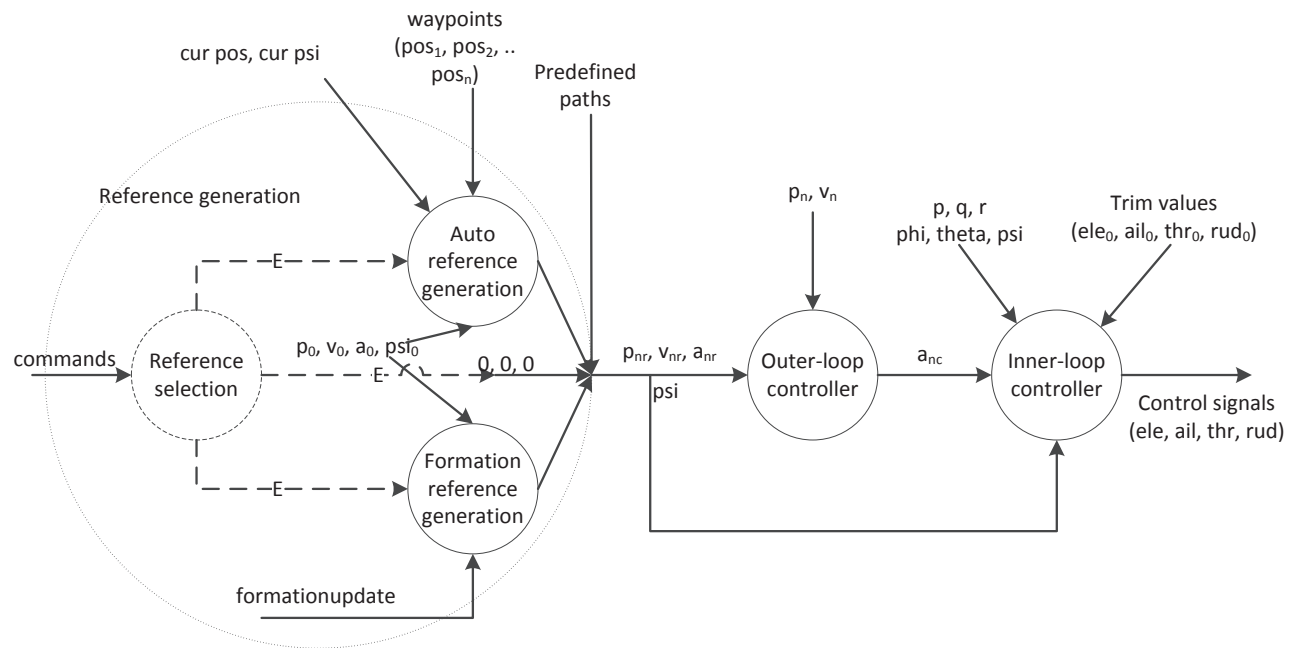 waypoints
(pos₁, pos₂, ..
posₙ)
cur pos, cur psi
Predefined
paths
Reference generation
Auto
reference
generation
E
pₙ, vₙ
p, q, r
phi, theta, psi
Trim values
(ele₀, ail₀, thr₀, rud₀)
commands
Reference
selection
p₀, v₀, a₀, psi₀
E
0, 0, 0
pₙᵣ, vₙᵣ, aₙᵣ
psi
Outer-loop
controller
a_nc
Inner-loop
controller
Control signals
(ele, ail, thr, rud)
E
Formation
reference
generation
formationupdate